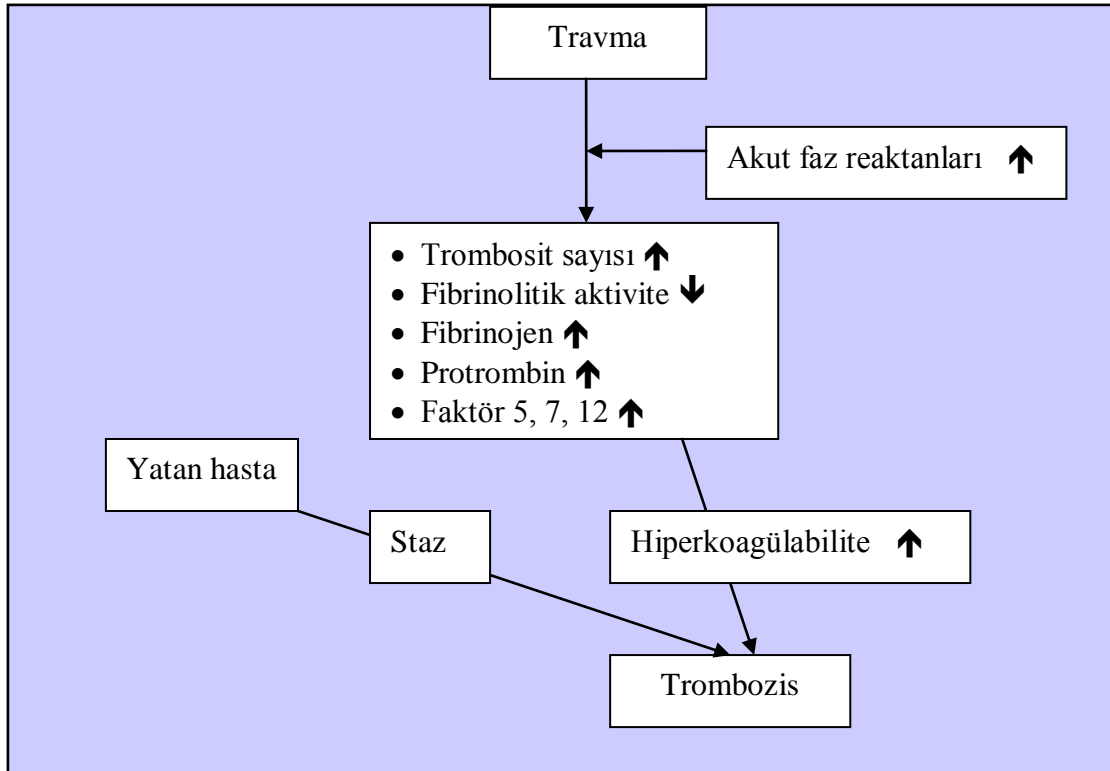 Travma
Akut faz reaktanları ↑
• Trombosit sayısı ↑
• Fibrinolitik aktivite ↓
• Fibrinojen ↑
• Protrombin ↑
• Faktör 5, 7, 12 ↑
Yatan hasta
Staz
Hiperkoagülabilite ↑
Trombozis